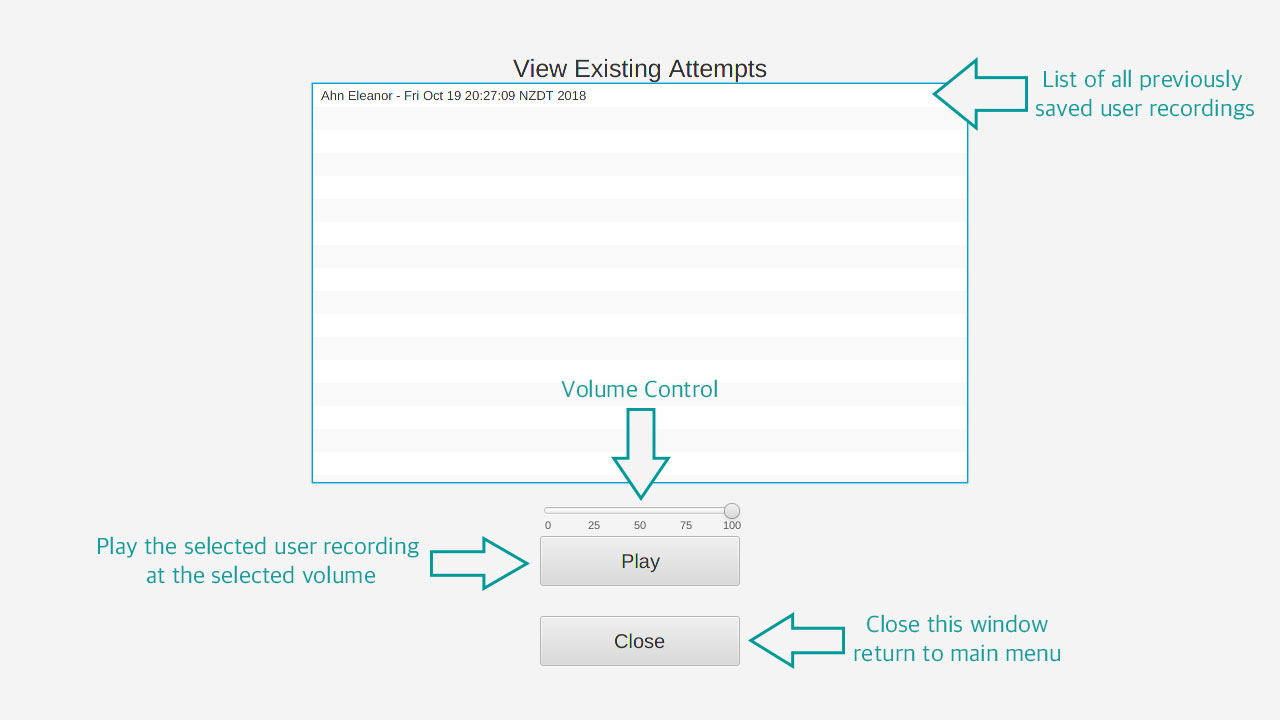 View Existing Attempts
List of all previously
saved user recordings
Ahn Eleanor - Fri Oct 19 20:27:09 NZDT 2018
Volume Control
0 25 50 75 100
Play the selected user recording
at the selected volume
Play
Close
Close this window
return to main menu